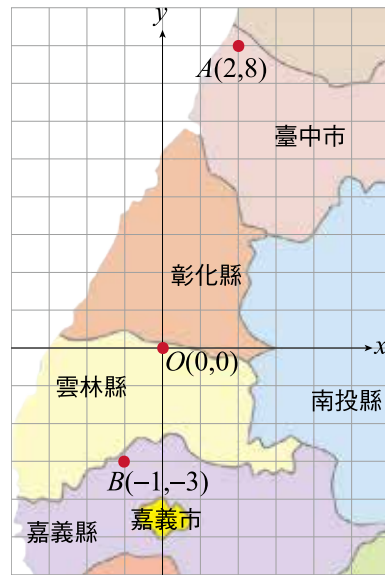 y
A(2,8)
臺中市
彰化縣
x
O(0,0)
雲林縣
南投縣
B(−1,−3)
嘉義市
嘉義縣